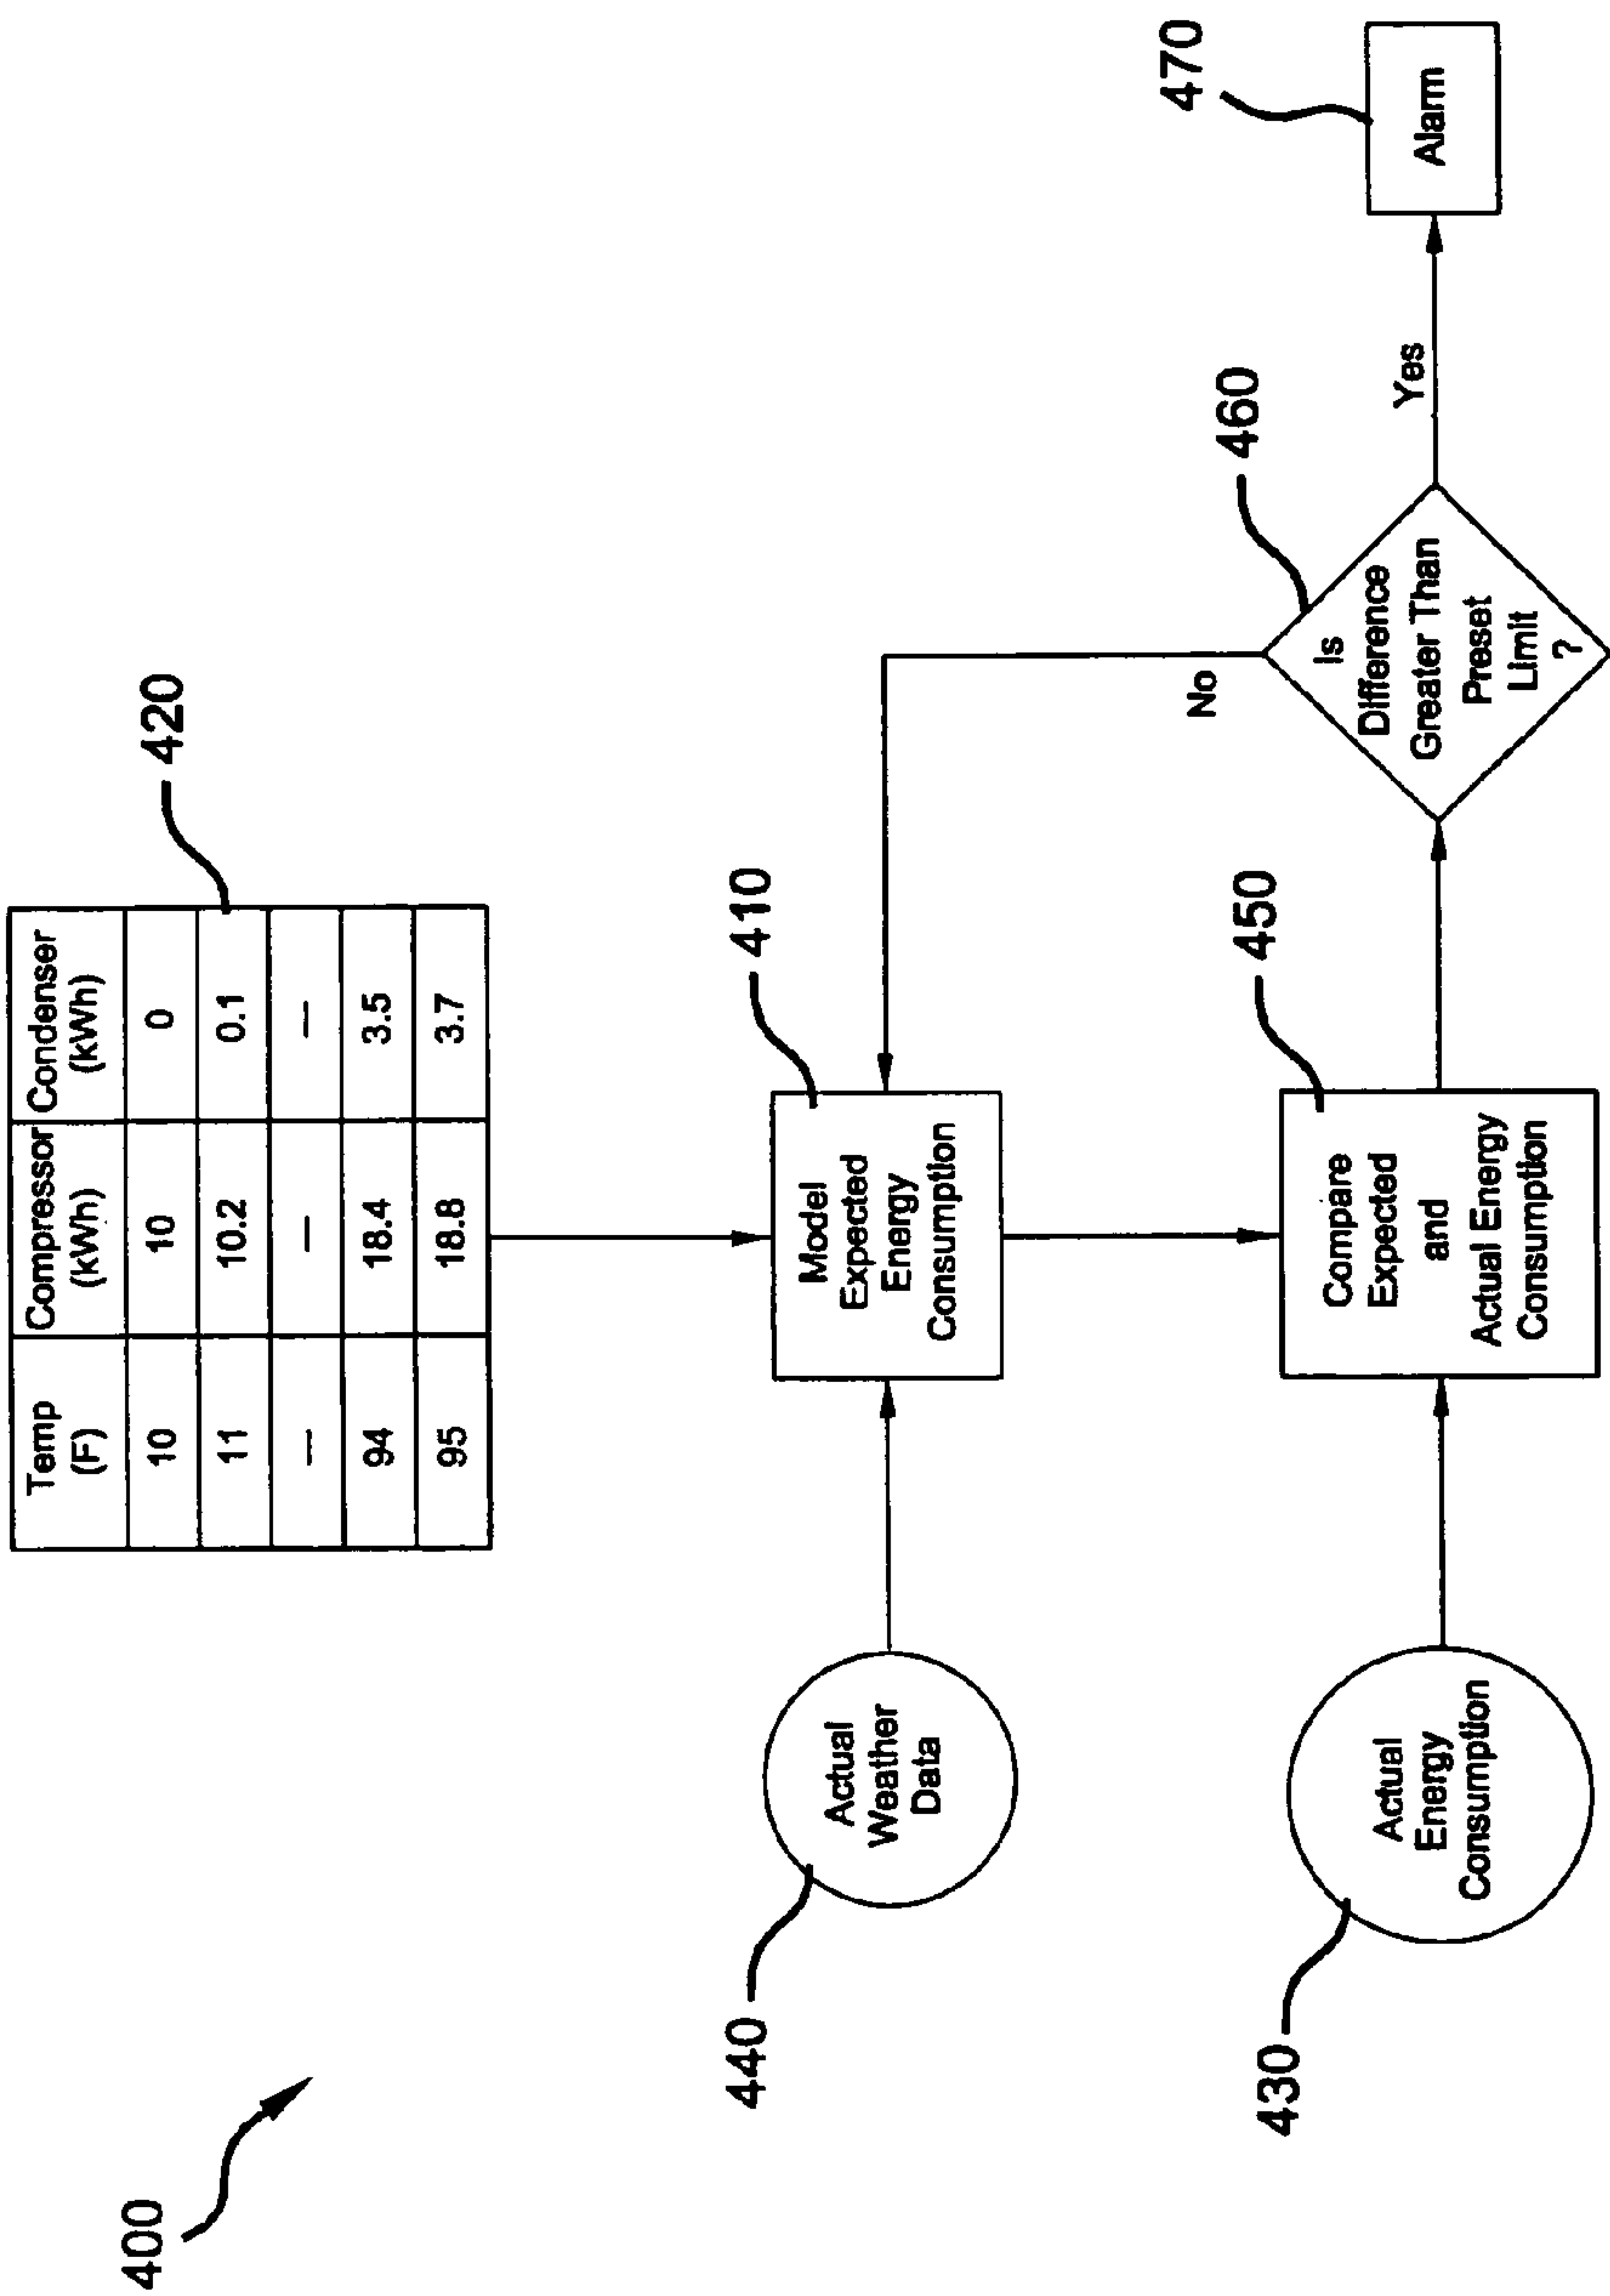 400
Temp
(F)
Compressor
(kWh)
Condenser
(kWh)
10 10 0
11 10.2 0.1
– – –
94 18.4 3.5
95 18.8 3.7
420
440
Actual
Weather
Data
410
Model
Expected
Energy
Consumption
No
430
Actual
Energy
Consumption
450
Compare
Expected
and
Actual Energy
Consumption
460
Is
Difference
Greater Than
Preset
Limit
?
Yes
470
Alarm